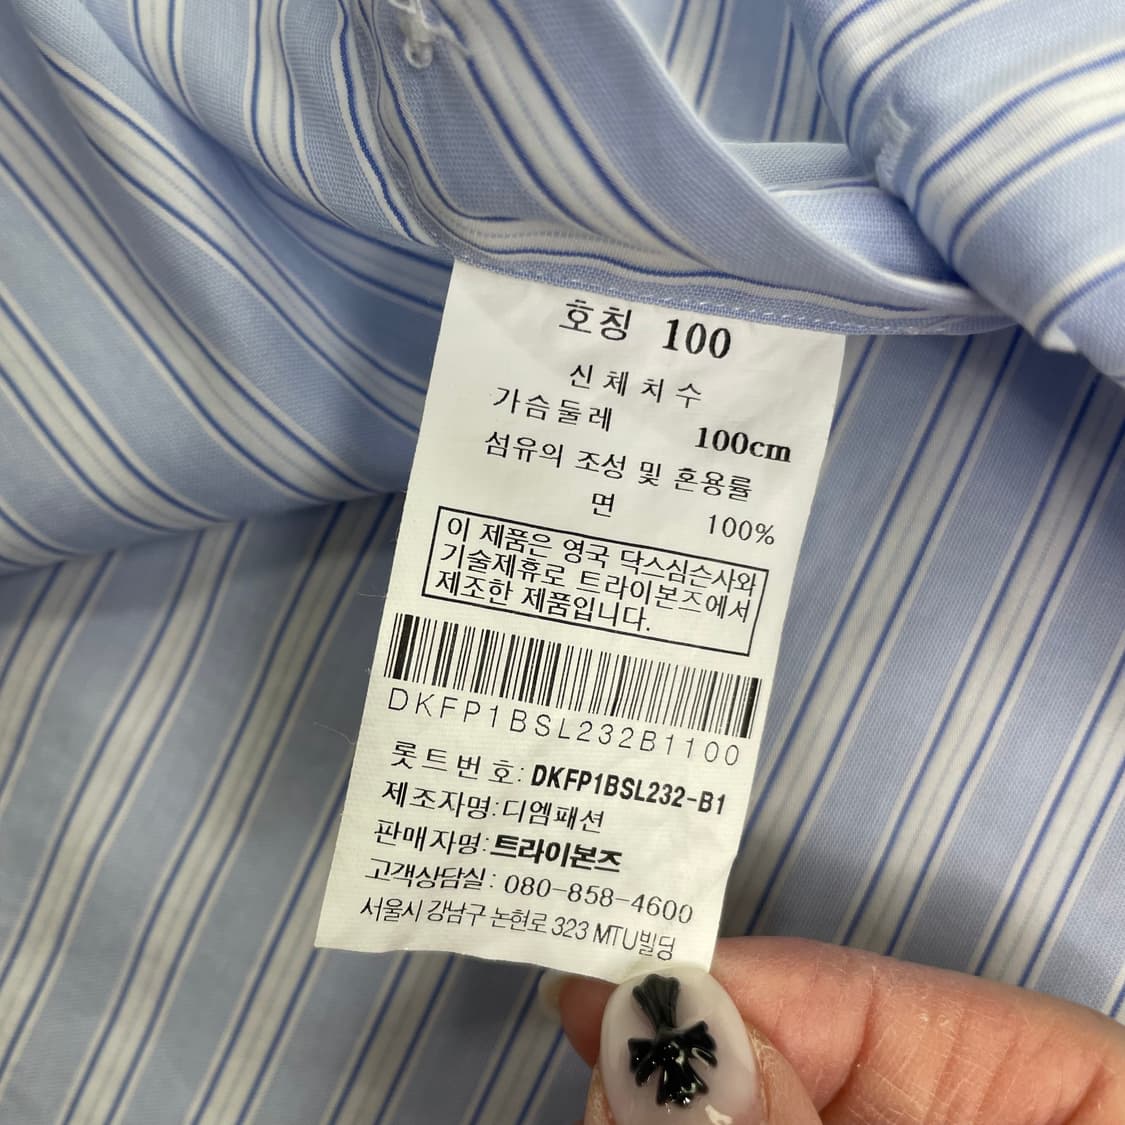 호칭 100
신체치수
가슴둘레 100cm
섬유의 조성 및 혼용률
면 100%
이 제품은 영국 닥스심슨사와
기술제휴로 트라이본즈에서
제조한 제품입니다.
DKFP1BSL232B1100
롯트번호: DKFP1BSL232-B1
제조자명:디엠패션
판매자명:트라이본즈
고객상담실: 080-858-4600
서울시 강남구 논현로 323 MTU빌딩